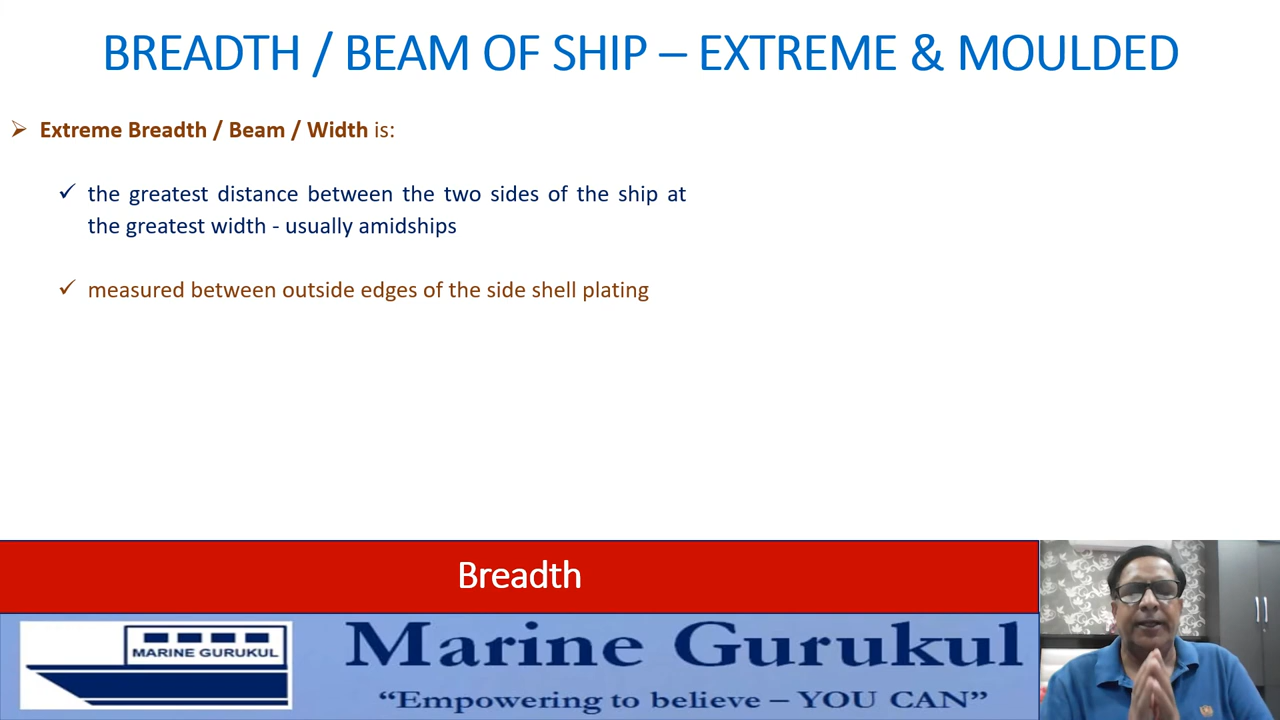 BREADTH / BEAM OF SHIP – EXTREME & MOULDED
Extreme Breadth / Beam / Width is:
the greatest distance between the two sides of the ship at
the greatest width - usually amidships
measured between outside edges of the side shell plating
Breadth
MARINE GURUKUL
Marine Gurukul
“Empowering to believe – YOU CAN”